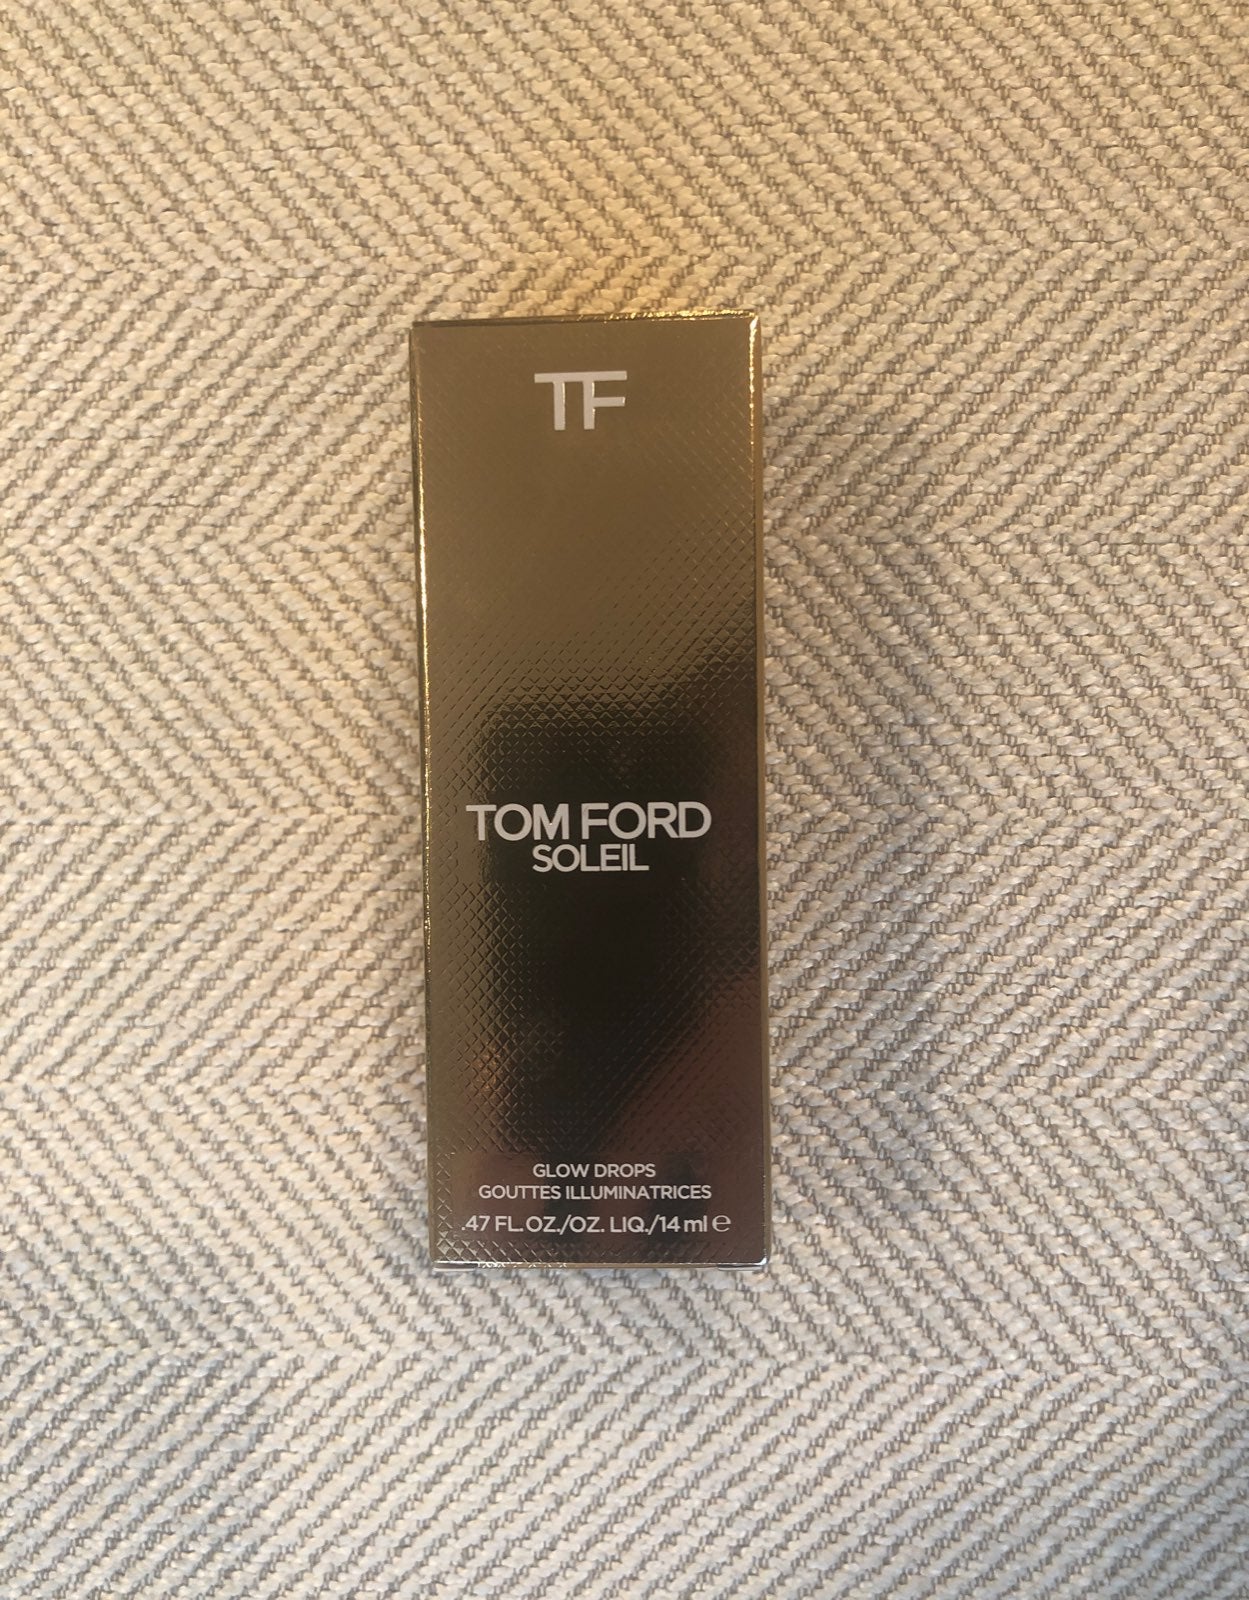 TF
TOM FORD
SOLEIL
GLOW DROPS
GOUTTES ILLUMINATRICES
.47 FL. OZ./OZ. LIQ./14 ml ℮